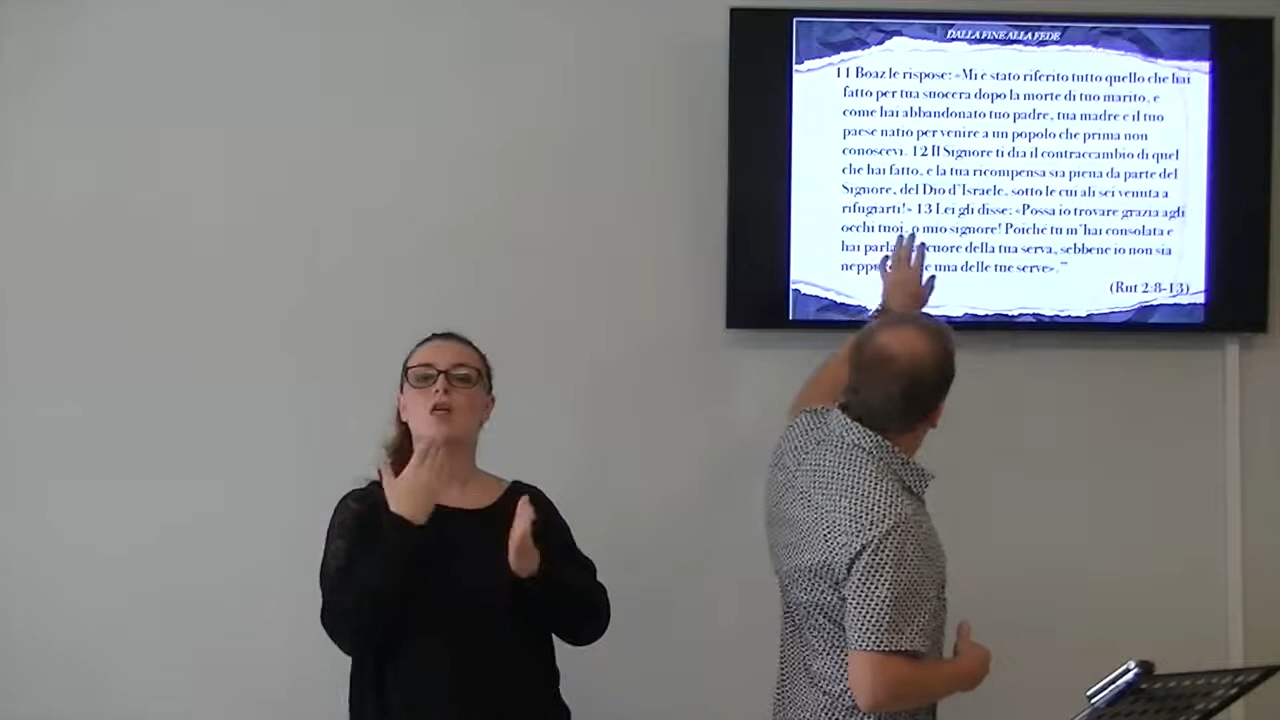 DALLA FINE ALLA FEDE
11 Boaz le rispose: «Mi è stato riferito tutto quello che hai
fatto per tua suocera dopo la morte di tuo marito, e
come hai abbandonato tuo padre, tua madre e il tuo
paese natio per venire a un popolo che prima non
conoscevi. 12 Il Signore ti dia il contraccambio di quel
che hai fatto, e la tua ricompensa sia piena da parte del
Signore, del Dio d'Israele, sotto le cui ali sei venuta a
rifugiarti!» 13 Lei gli disse: «Possa io trovare grazia agli
occhi tuoi, o mio signore! Poiché tu m'hai consolata e
hai cuore della tua serva, sebbene io non sia
una delle tue serve».”
(Rut 2:8-13)